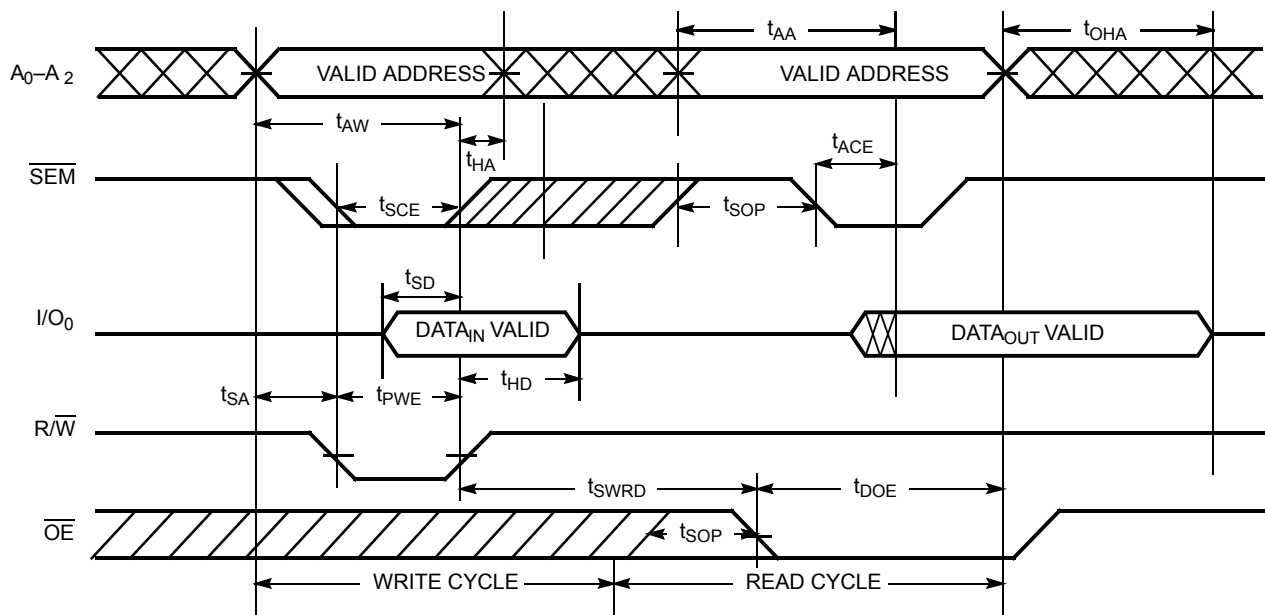 tAA
tOHA
A0–A2
VALID ADDRESS
VALID ADDRESS
tAW
tHA
tACE
SEM
tSCE
tSOP
tSD
I/O0
DATAIN VALID
DATAOUT VALID
tSA
tPWE
tHD
R/W
tSWRD
tDOE
OE
tSOP
WRITE CYCLE
READ CYCLE